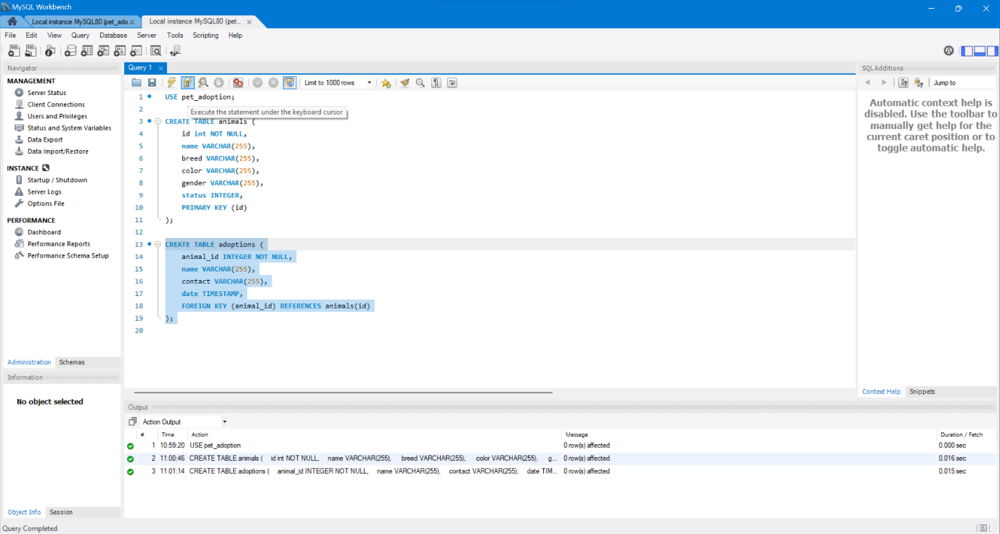 MySQL Workbench
Local instance MySQL80 (pet_ado.x
Local instance MySQL80 (pet... x
File Edit View Query Database Server Tools Scripting Help
Navigator
MANAGEMENT
Server Status
Client Connections
Users and Privileges
Status and System Variables
Data Export
Data Import/Restore
INSTANCE
Startup / Shutdown
Server Logs
Options File
PERFORMANCE
Dashboard
Performance Reports
Performance Schema Setup
Administration Schemas
Information
No object selected
Object Info Session
Query 1 x
Limit to 1000 rows
1 USE pet_adoption;
2
Execute the statement under the keyboard cursor
3 CREATE TABLE animals (
4 id int NOT NULL,
5 name VARCHAR(255),
6 breed VARCHAR(255),
7 color VARCHAR(255),
8 gender VARCHAR(255),
9 status INTEGER,
10 PRIMARY KEY (id)
11 );
12
13 CREATE TABLE adoptions (
14 animal_id INTEGER NOT NULL,
15 name VARCHAR(255),
16 contact VARCHAR(255),
17 date TIMESTAMP,
18 FOREIGN KEY (animal_id) REFERENCES animals(id)
19 );
20
SQLAdditions
Jump to
Automatic context help is
disabled. Use the toolbar to
manually get help for the
current caret position or to
toggle automatic help.
Context Help Snippets
Output
Action Output
# Time Action Message Duration / Fetch
1 10:59:20 USE pet_adoption 0 row(s) affected 0.000 sec
2 11:00:46 CREATE TABLE animals ( id int NOT NULL, name VARCHAR(255), breed VARCHAR(255), color VARCHAR(255), g... 0 row(s) affected 0.016 sec
3 11:01:14 CREATE TABLE adoptions ( animal_id INTEGER NOT NULL, name VARCHAR(255), contact VARCHAR(255), date TIM... 0 row(s) affected 0.015 sec
Query Completed